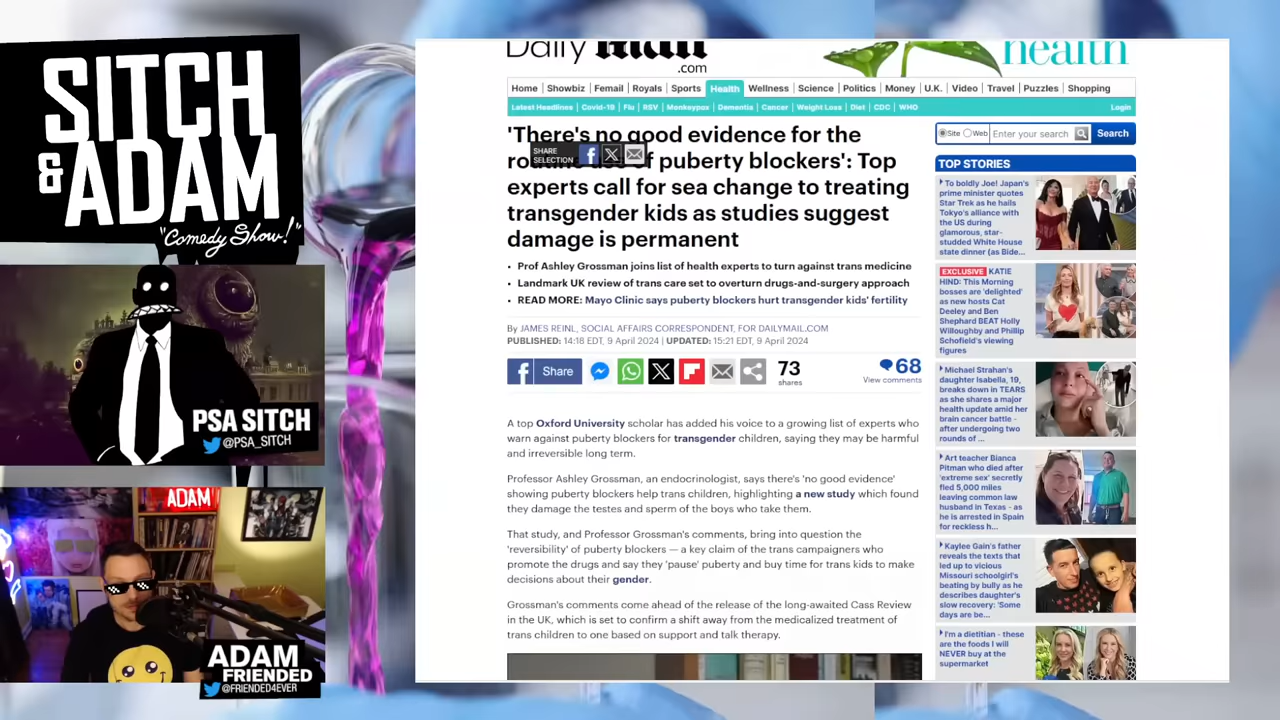 SITCH
& ADAM
"Comedy Show!"
PSA SITCH
@PSA_SITCH
ADAM
ADAM
FRIENDED
@FRIENDED4EVER
Daily Mail
.com
health
Home Showbiz Femail Royals Sports Health Wellness Science Politics Money U.K. Video Travel Puzzles Shopping
Latest Headlines Covid-19 Flu RSV Monkeypox Dementia Cancer Weight Loss Diet CDC WHO Login
'There's no good evidence for the
of puberty blockers': Top
experts call for sea change to treating
transgender kids as studies suggest
damage is permanent
SHARE
SELECTION
• Prof Ashley Grossman joins list of health experts to turn against trans medicine
• Landmark UK review of trans care set to overturn drugs-and-surgery approach
• READ MORE: Mayo Clinic says puberty blockers hurt transgender kids' fertility
By JAMES REINL, SOCIAL AFFAIRS CORRESPONDENT, FOR DAILYMAIL.COM
PUBLISHED: 14:18 EDT, 9 April 2024 | UPDATED: 15:21 EDT, 9 April 2024
Share
73
shares
68
View comments
A top Oxford University scholar has added his voice to a growing list of experts who
warn against puberty blockers for transgender children, saying they may be harmful
and irreversible long term.
Professor Ashley Grossman, an endocrinologist, says there's 'no good evidence'
showing puberty blockers help trans children, highlighting a new study which found
they damage the testes and sperm of the boys who take them.
That study, and Professor Grossman's comments, bring into question the
'reversibility' of puberty blockers — a key claim of the trans campaigners who
promote the drugs and say they 'pause' puberty and buy time for trans kids to make
decisions about their gender.
Grossman's comments come ahead of the release of the long-awaited Cass Review
in the UK, which is set to confirm a shift away from the medicalized treatment of
trans children to one based on support and talk therapy.
Site Web Enter your search Search
TOP STORIES
To boldly Joe! Japan's
prime minister quotes
Star Trek as he hails
Tokyo's alliance with
the US during
glamorous, star-
studded White House
state dinner (as Bide...
EXCLUSIVE KATIE
HIND: This Morning
bosses are 'delighted'
as new hosts Cat
Deeley and Ben
Shephard BEAT Holly
Willoughby and Phillip
Schofield's viewing
figures
Michael Strahan's
daughter Isabella, 19,
breaks down in TEARS
as she shares a major
health update amid her
brain cancer battle -
after undergoing two
rounds of ...
Art teacher Bianca
Pitman who died after
'extreme sex' secretly
fled 5,000 miles
leaving common law
husband in Texas - as
he is arrested in Spain
for reckless h...
Kaylee Gain's father
reveals the texts that
led up to vicious
Missouri schoolgirl's
beating by bully as he
describes daughter's
slow recovery: 'Some
days are be...
I'm a dietitian - these
are the foods I will
NEVER buy at the
supermarket